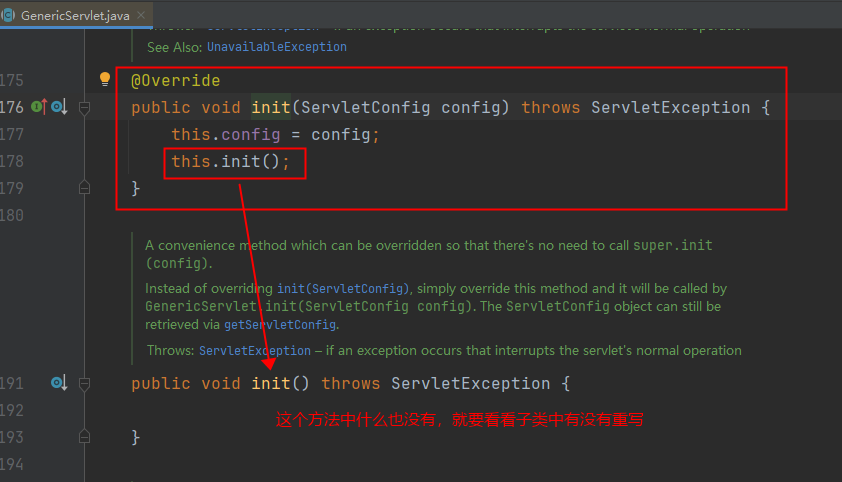 GenericServlet.java
See Also: UnavailableException
175 @Override
176 public void init(ServletConfig config) throws ServletException {
177 this.config = config;
178 this.init();
179 }
180
A convenience method which can be overridden so that there's no need to call super.init
(config).
Instead of overriding init(ServletConfig), simply override this method and it will be called by
GenericServlet.init(ServletConfig config). The ServletConfig object can still be
retrieved via getServletConfig.
Throws: ServletException – if an exception occurs that interrupts the servlet's normal operation
191 public void init() throws ServletException {
192 这个方法中什么也没有，就要看看子类中有没有重写
193 }
194